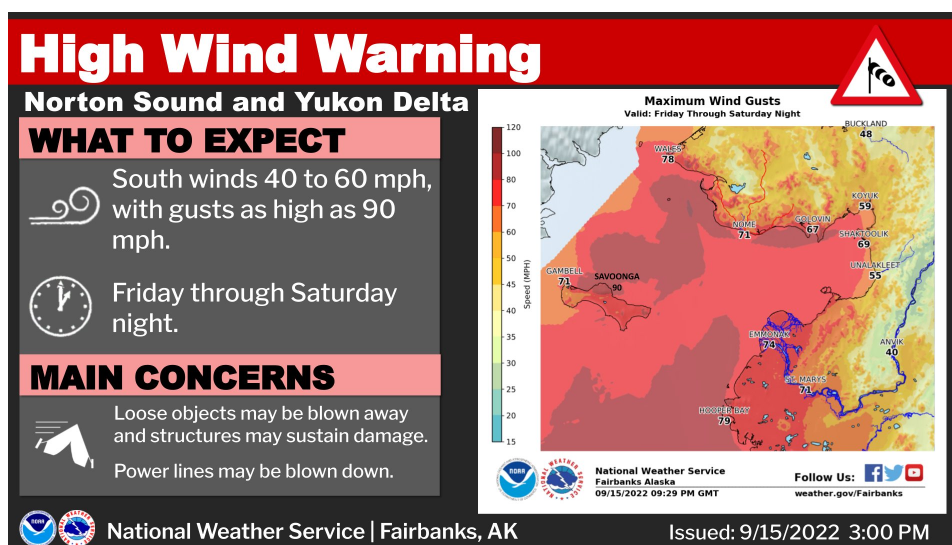 High Wind Warning
Norton Sound and Yukon Delta
WHAT TO EXPECT
South winds 40 to 60 mph,
with gusts as high as 90
mph.
Friday through Saturday
night.
MAIN CONCERNS
Loose objects may be blown away
and structures may sustain damage.
Power lines may be blown down.
Maximum Wind Gusts
Valid: Friday Through Saturday Night
Speed (MPH)
120
100
80
70
60
50
45
40
35
30
25
20
15
BUCKLAND
48
WALES
78
KOYUK
59
NOME
71
GOLOVIN
67
SHAKTOOLIK
69
UNALAKLEET
55
GAMBELL
71
SAVOONGA
90
EMMONAK
74
ANVIK
40
ST. MARYS
71
HOOPER BAY
79
NOAA
NATIONAL WEATHER SERVICE
National Weather Service
Fairbanks Alaska
09/15/2022 09:29 PM GMT
Follow Us:
weather.gov/Fairbanks
NOAA
National Weather Service | Fairbanks, AK
Issued: 9/15/2022 3:00 PM